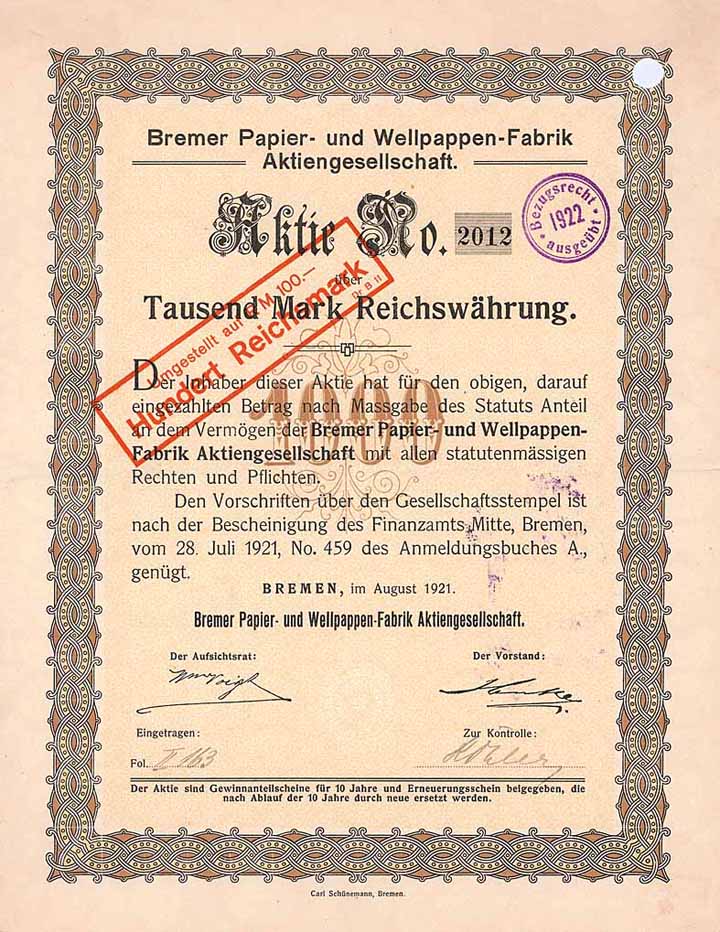 Bremer Papier- und Wellpappen-Fabrik
Aktiengesellschaft.
Aktie No. 2012
Bezugsrecht
1922
ausgeübt
über
Tausend Mark Reichswährung.
Umgestellt auf R.M. 100.—
Hundert Reichsmark
1000
Der Inhaber dieser Aktie hat für den obigen, darauf
eingezahlten Betrag nach Massgabe des Statuts Anteil
an dem Vermögen der Bremer Papier- und Wellpappen-
Fabrik Aktiengesellschaft mit allen statutenmässigen
Rechten und Pflichten.
Den Vorschriften über den Gesellschaftsstempel ist
nach der Bescheinigung des Finanzamts Mitte, Bremen,
vom 28. Juli 1921, No. 459 des Anmeldungsbuches A.,
genügt.
BREMEN, im August 1921.
Bremer Papier- und Wellpappen-Fabrik Aktiengesellschaft.
Der Aufsichtsrat:
Der Vorstand:
Eingetragen:
Zur Kontrolle:
Fol. II 163
Der Aktie sind Gewinnanteilscheine für 10 Jahre und Erneuerungsschein beigegeben, die
nach Ablauf der 10 Jahre durch neue ersetzt werden.
Carl Schünemann, Bremen.